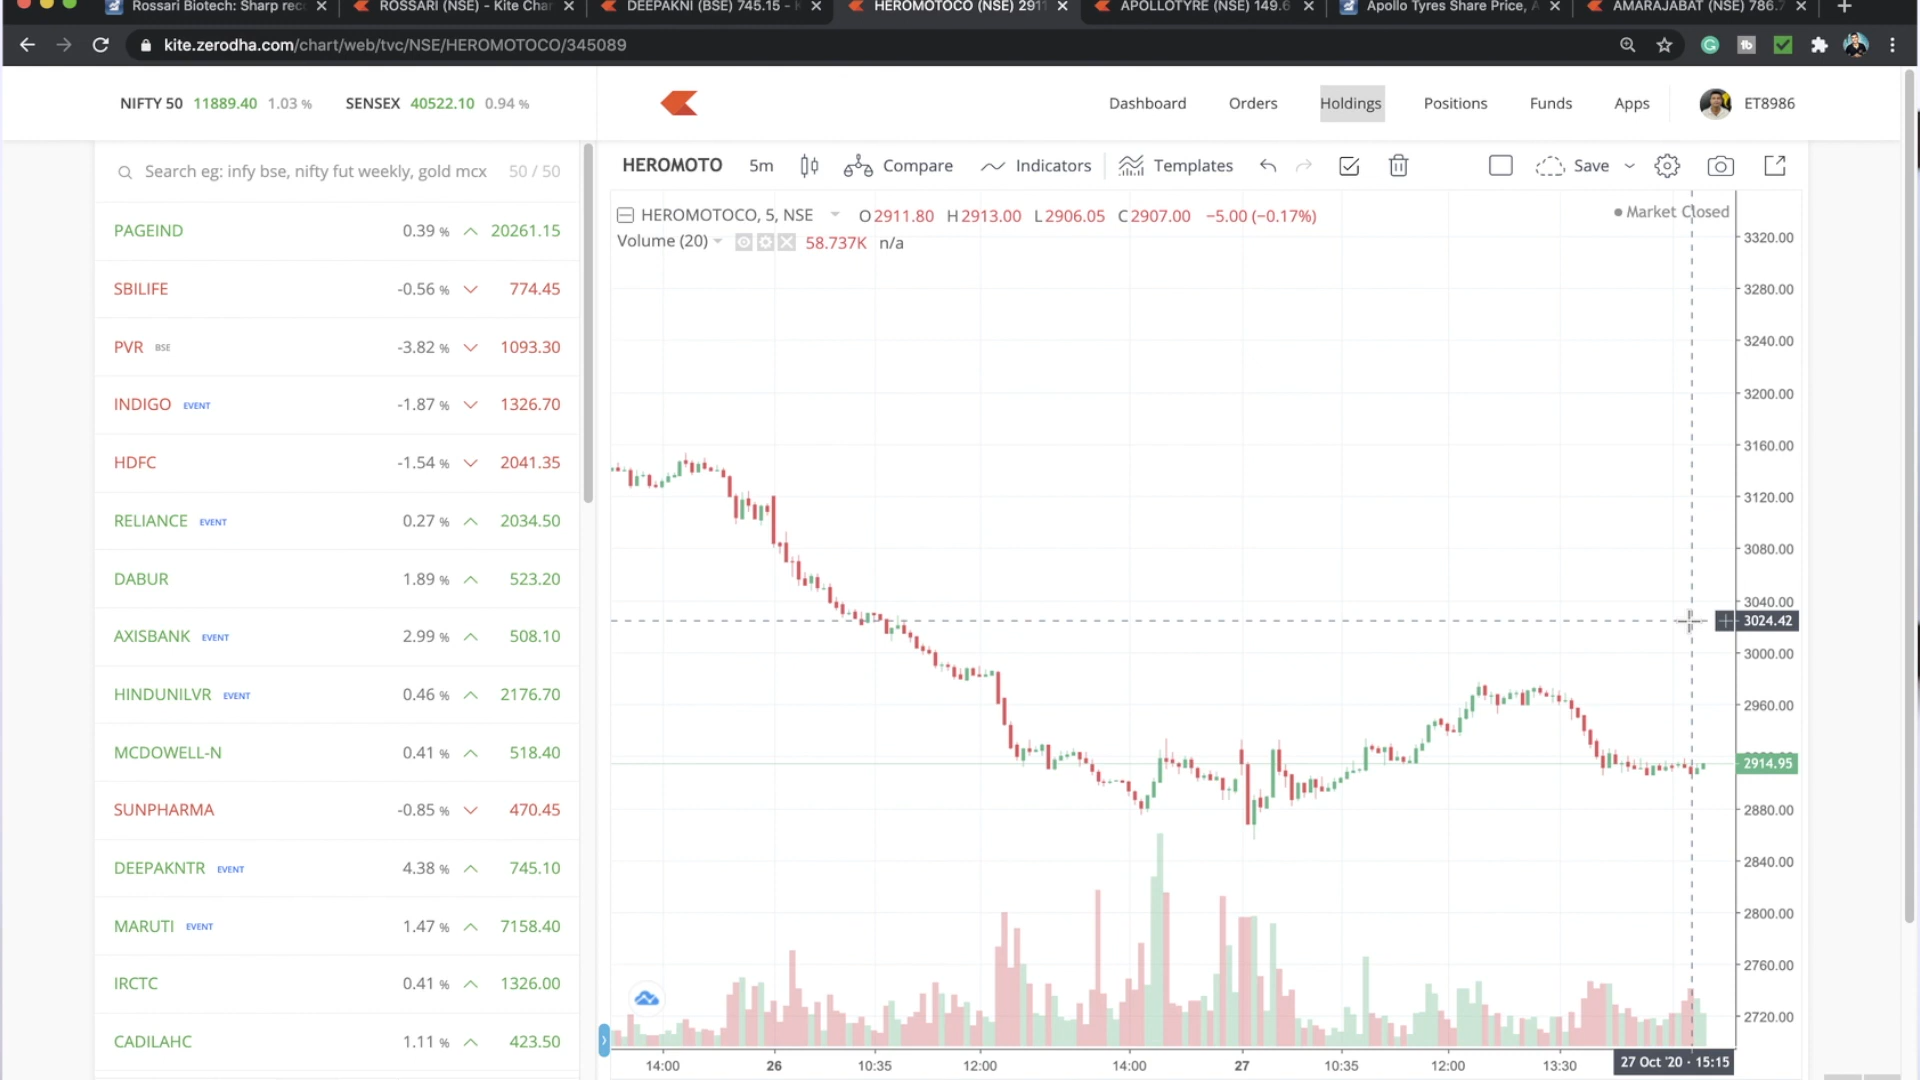 Rossari Biotech: Sharp rec
ROSSARI (NSE) - Kite Char
DEEPAKNI (BSE) 745.15 - K
HEROMOTOCO (NSE) 2911
APOLLOTYRE (NSE) 149.6
Apollo Tyres Share Price, A
AMARAJABAT (NSE) 786.7
kite.zerodha.com/chart/web/tvc/NSE/HEROMOTOCO/345089
NIFTY 50 11889.40 1.03 %
SENSEX 40522.10 0.94 %
Dashboard
Orders
Holdings
Positions
Funds
Apps
ET8986
Search eg: infy bse, nifty fut weekly, gold mcx 50 / 50
PAGEIND 0.39 % 20261.15
SBILIFE -0.56 % 774.45
PVR BSE -3.82 % 1093.30
INDIGO EVENT -1.87 % 1326.70
HDFC -1.54 % 2041.35
RELIANCE EVENT 0.27 % 2034.50
DABUR 1.89 % 523.20
AXISBANK EVENT 2.99 % 508.10
HINDUNILVR EVENT 0.46 % 2176.70
MCDOWELL-N 0.41 % 518.40
SUNPHARMA -0.85 % 470.45
DEEPAKNTR EVENT 4.38 % 745.10
MARUTI EVENT 1.47 % 7158.40
IRCTC 0.41 % 1326.00
CADILAHC 1.11 % 423.50
HEROMOTO 5m Compare Indicators Templates Save
HEROMOTOCO, 5, NSE O2911.80 H2913.00 L2906.05 C2907.00 −5.00 (−0.17%)
Market Closed
Volume (20) 58.737K n/a
3320.00
3280.00
3240.00
3200.00
3160.00
3120.00
3080.00
3040.00
3024.42
3000.00
2960.00
2914.95
2880.00
2840.00
2800.00
2760.00
2720.00
14:00 26 10:35 12:00 14:00 27 10:35 12:00 13:30 27 Oct '20 · 15:15